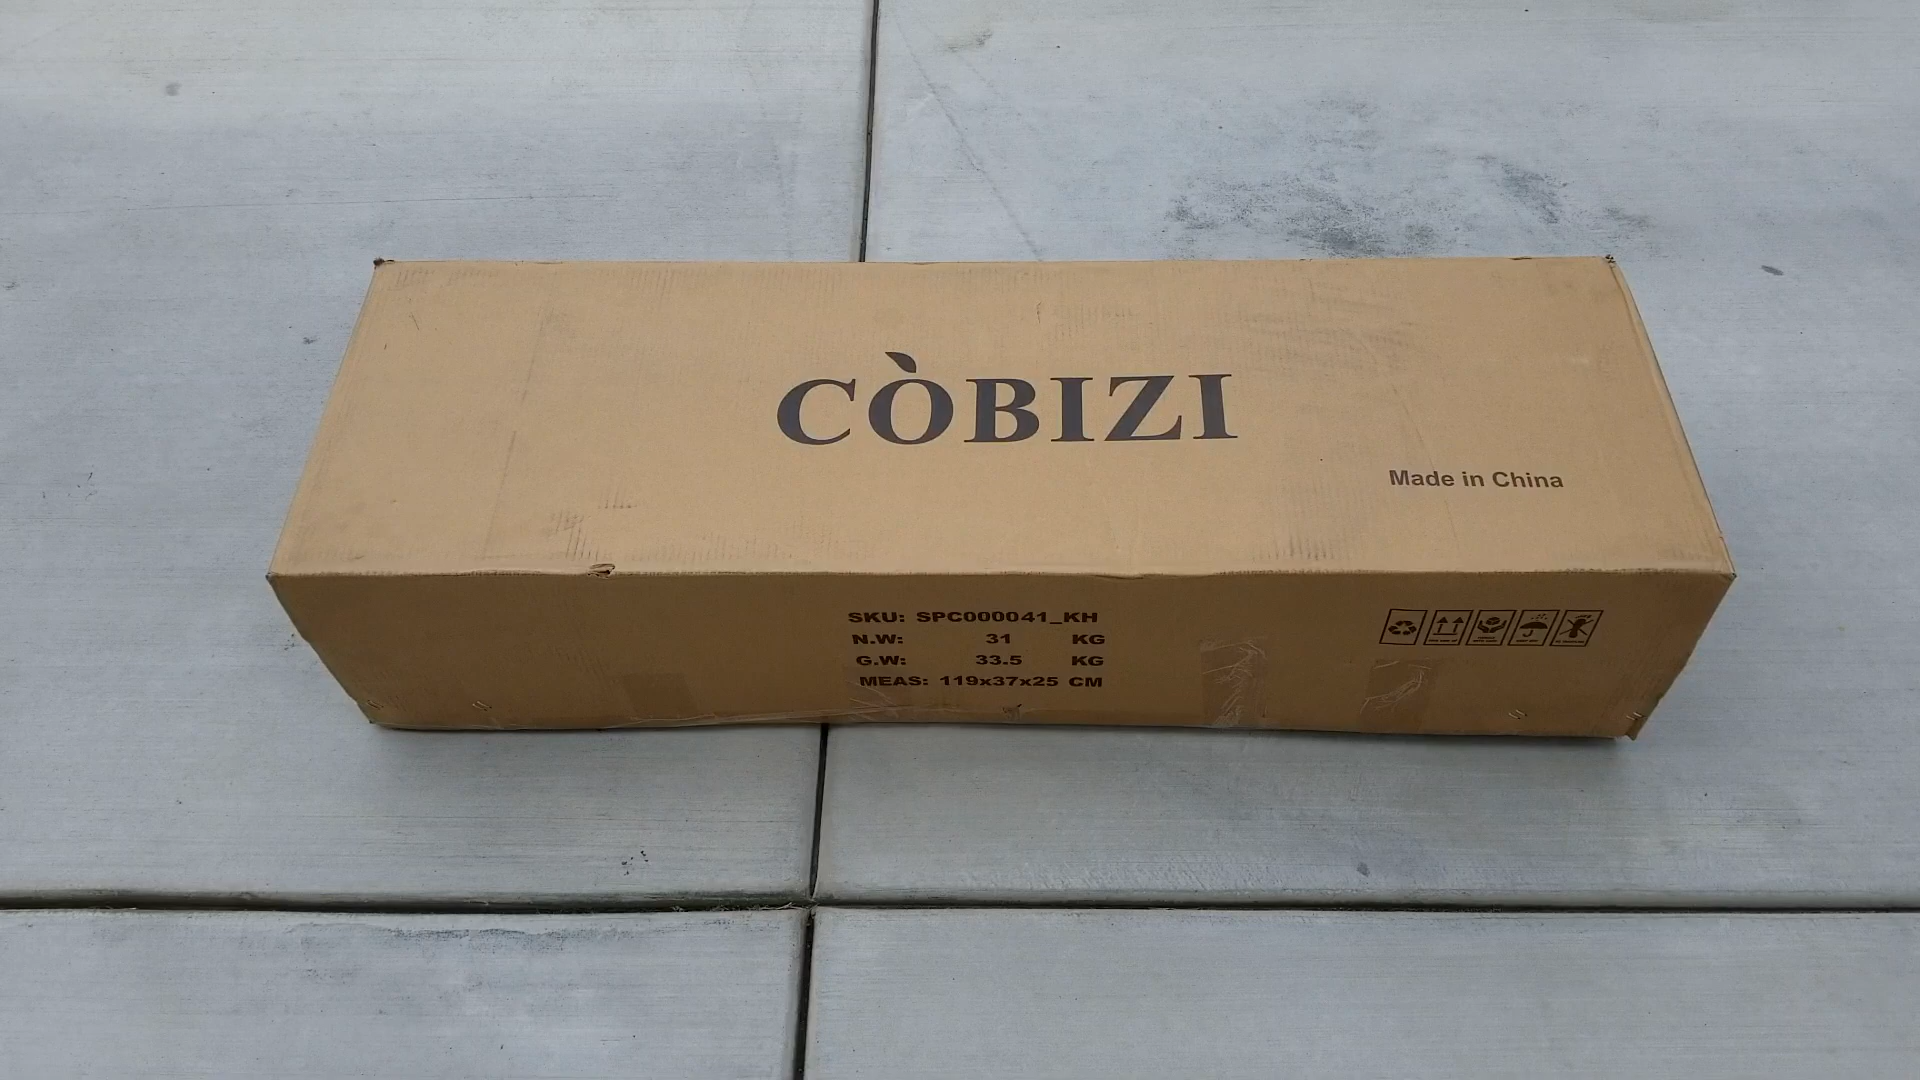 CÒBIZI
Made in China
SKU: SPC000041_KH
N.W: 31 KG
G.W: 33.5 KG
MEAS: 119x37x25 CM